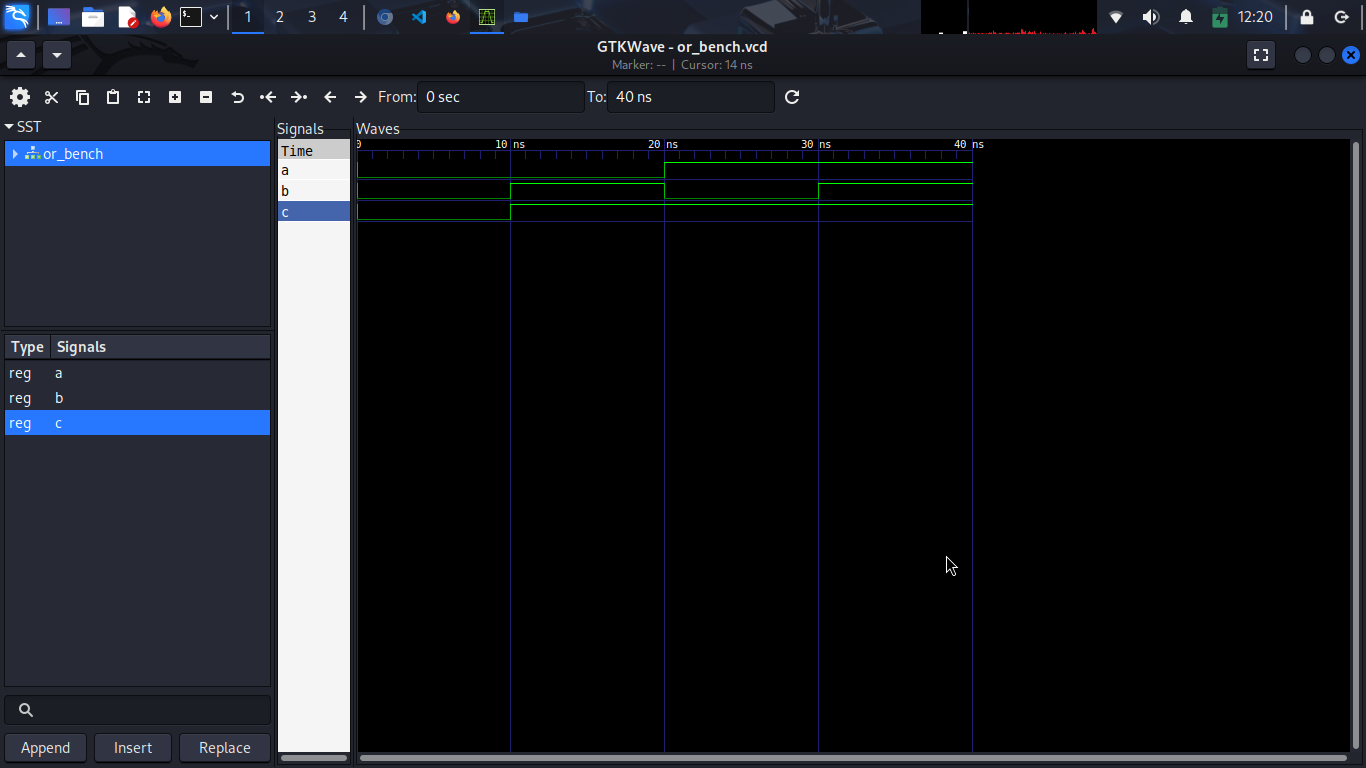 1 2 3 4 12:20
GTKWave - or_bench.vcd
Marker: -- | Cursor: 14 ns
From: 0 sec To: 40 ns
SST
or_bench
Type Signals
reg a
reg b
reg c
Append Insert Replace
Signals
Time
a
b
c
Waves
0 10 ns 20 ns 30 ns 40 ns